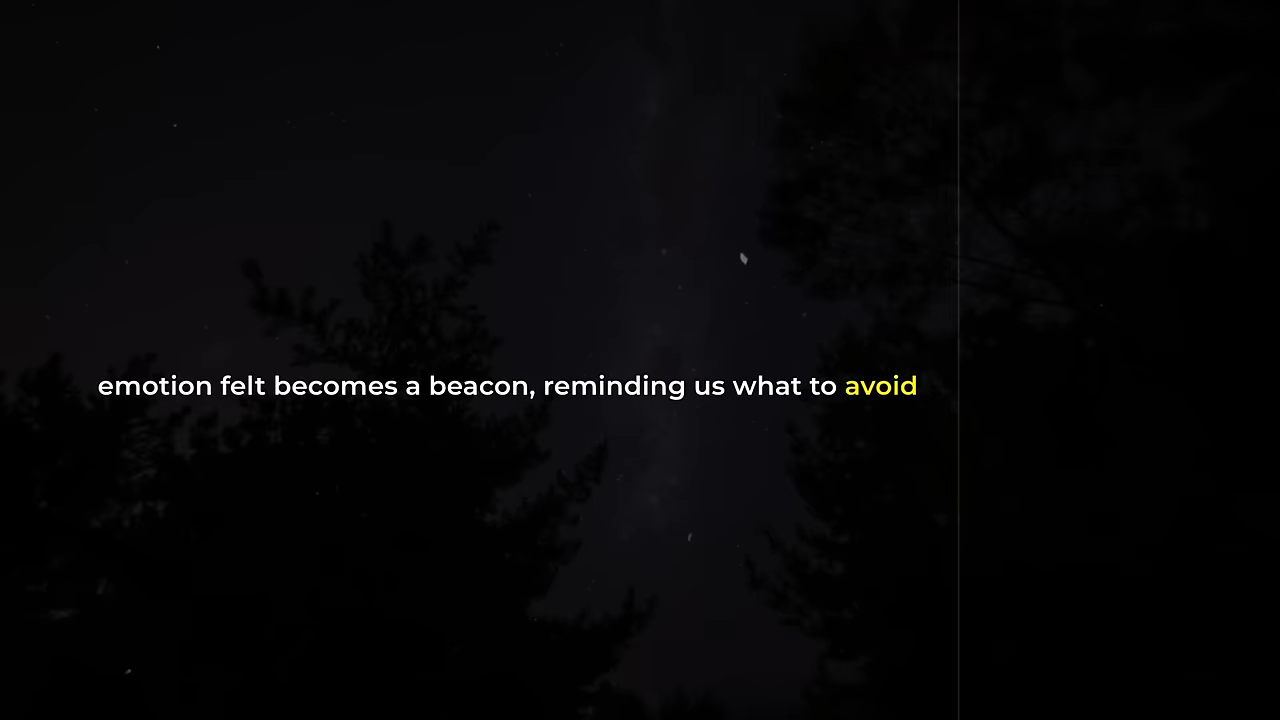 emotion felt becomes a beacon, reminding us what to avoid